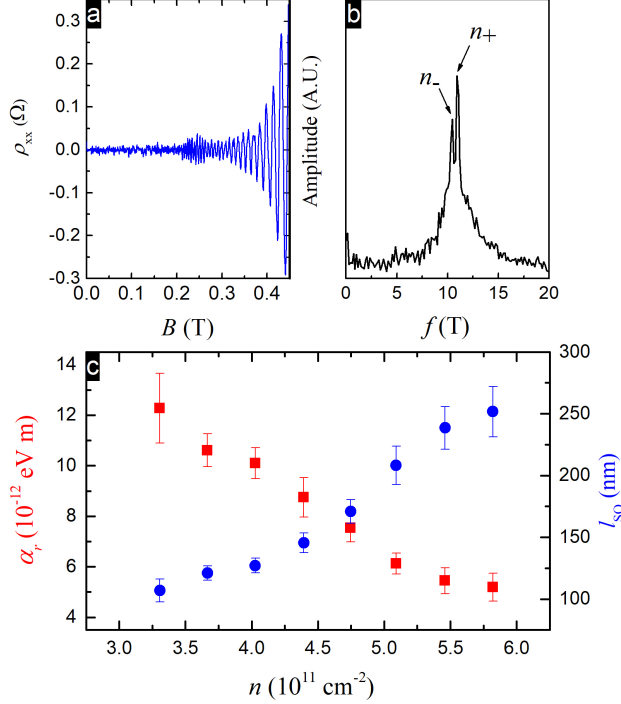 a
0.3
0.2
0.1
0.0
-0.1
-0.2
-0.3
ρxx (Ω)
0.0 0.1 0.2 0.3 0.4
B (T)
b
n-
n+
Amplitude (A.U.)
0 5 10 15 20
f (T)
c
14
12
10
8
6
4
αr (10-12 eV m)
300
250
200
150
100
lSO (nm)
3.0 3.5 4.0 4.5 5.0 5.5 6.0
n (1011 cm-2)